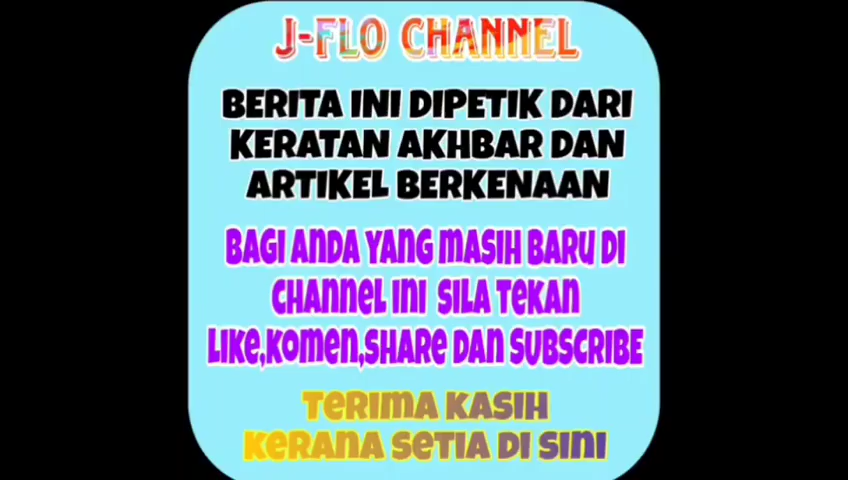 J-FLO CHANNEL
BERITA INI DIPETIK DARI
KERATAN AKHBAR DAN
ARTIKEL BERKENAAN
BAGI ANDA YANG MASIH BARU DI
CHANNEL INI SILA TEKAN
LIKE,KOMEN,SHARE DAN SUBSCRIBE
TERIMA KASIH
KERANA SETIA DI SINI